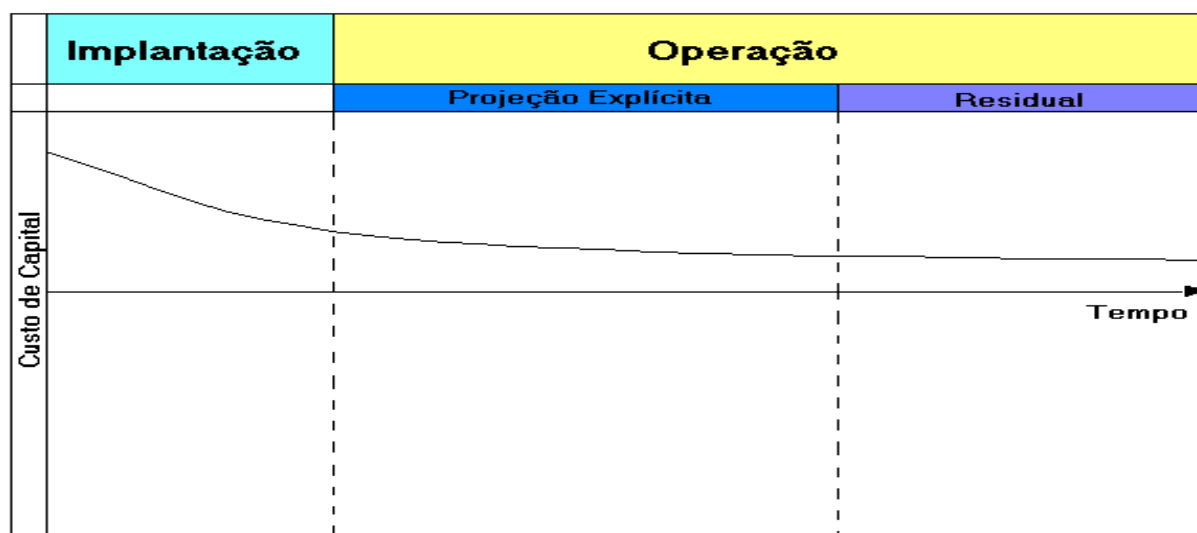 Implantação
Operação
Projeção Explícita
Residual
Custo de Capital
Tempo